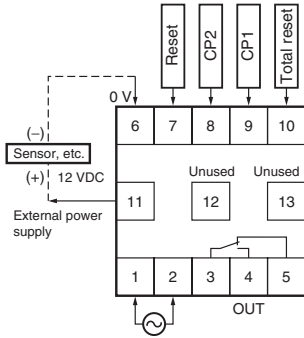 Reset
CP2
CP1
Total reset
0 V
6
7
8
9
10
(−)
Sensor, etc.
(+)
12 VDC
Unused
Unused
11
12
13
External power
supply
1
2
3
4
5
OUT